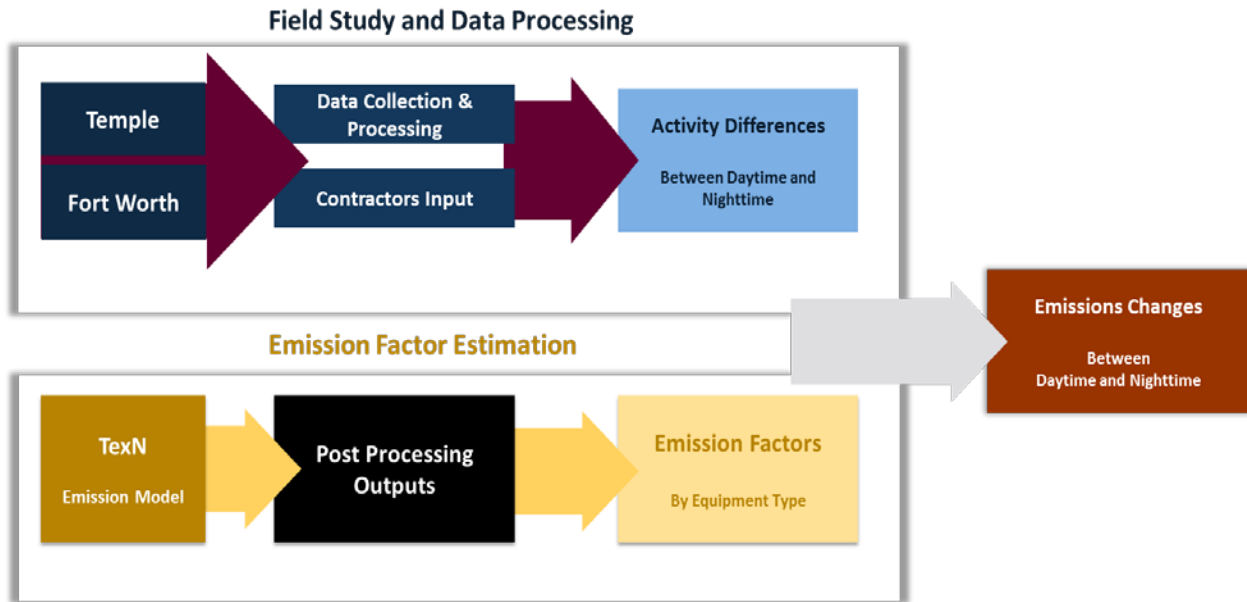 Field Study and Data Processing
Temple
Fort Worth
Data Collection &
Processing
Contractors Input
Activity Differences
Between Daytime and
Nighttime
Emissions Changes
Between
Daytime and Nighttime
Emission Factor Estimation
TexN
Emission Model
Post Processing
Outputs
Emission Factors
By Equipment Type